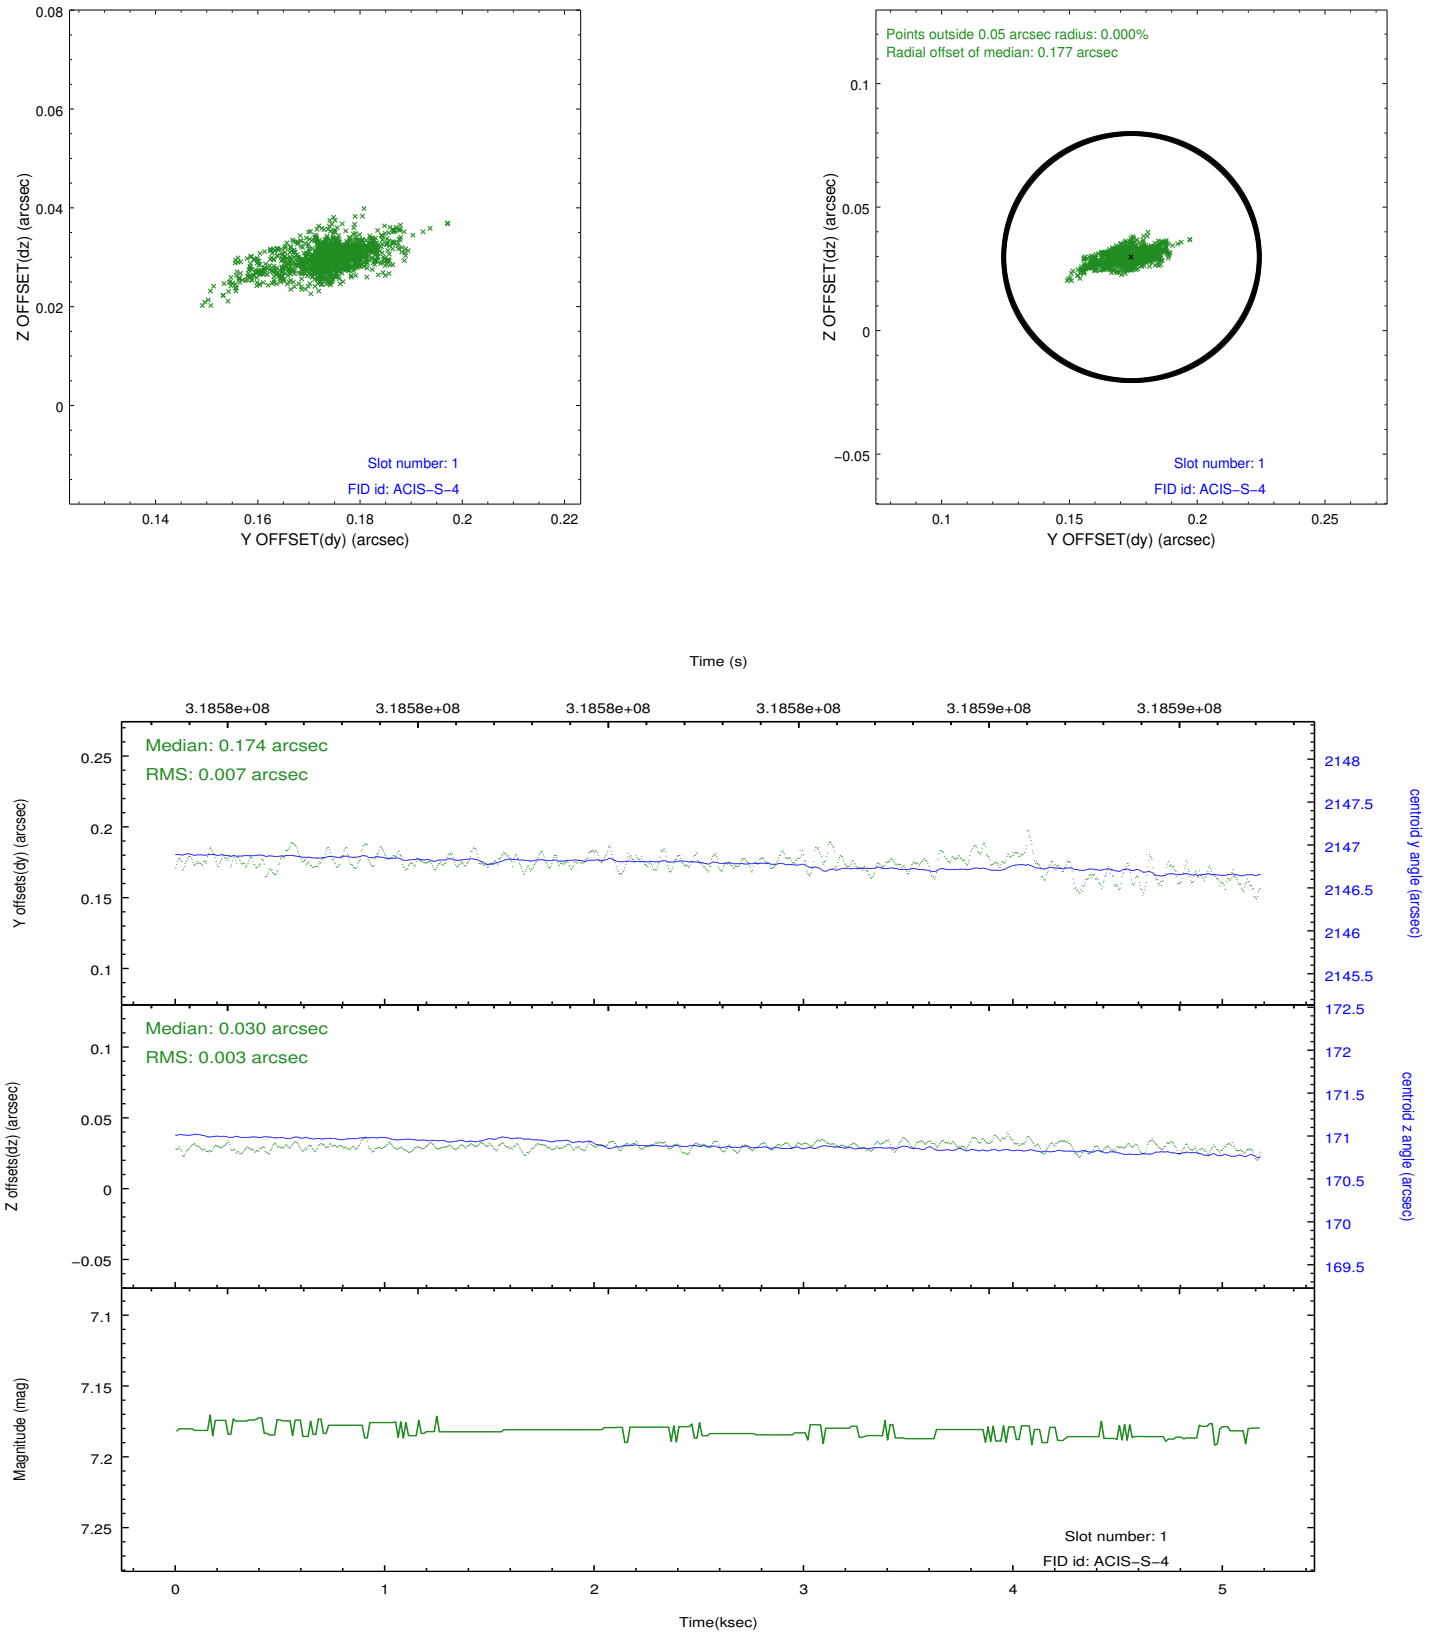 0.08
0.06
0.04
0.02
0
Z OFFSET(dz) (arcsec)
Slot number: 1
FID id: ACIS−S−4
0.14 0.16 0.18 0.2 0.22
Y OFFSET(dy) (arcsec)
Points outside 0.05 arcsec radius: 0.000%
Radial offset of median: 0.177 arcsec
0.1
0.05
0
−0.05
Z OFFSET(dz) (arcsec)
Slot number: 1
FID id: ACIS−S−4
0.1 0.15 0.2 0.25
Y OFFSET(dy) (arcsec)
Time (s)
3.1858e+08 3.1858e+08 3.1858e+08 3.1858e+08 3.1859e+08 3.1859e+08
Median: 0.174 arcsec
RMS: 0.007 arcsec
0.25
0.2
0.15
0.1
Y offsets(dy) (arcsec)
2148
2147.5
2147
2146.5
2146
2145.5
centroid y angle (arcsec)
Median: 0.030 arcsec
RMS: 0.003 arcsec
0.1
0.05
0
−0.05
Z offsets(dz) (arcsec)
172.5
172
171.5
171
170.5
170
169.5
centroid z angle (arcsec)
7.1
7.15
7.2
7.25
Magnitude (mag)
Slot number: 1
FID id: ACIS−S−4
0 1 2 3 4 5
Time(ksec)